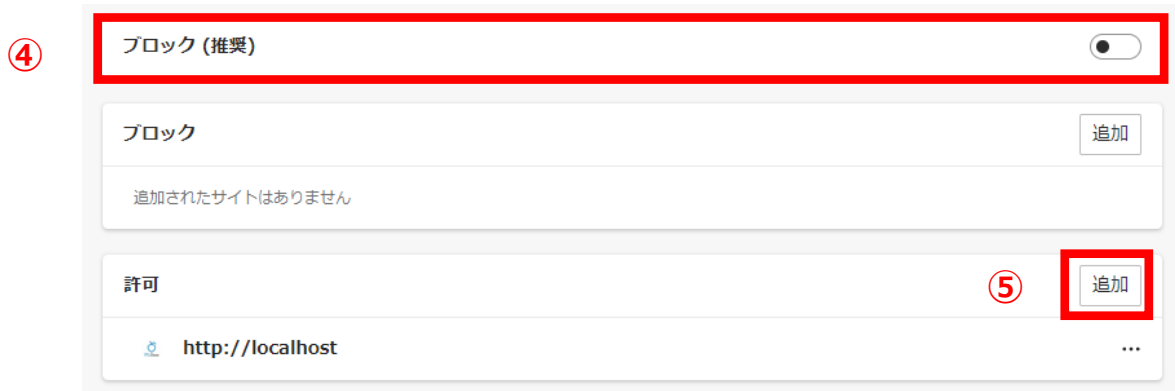 ④
ブロック (推奨)
ブロック
追加
追加されたサイトはありません
許可
⑤
追加
http://localhost
...